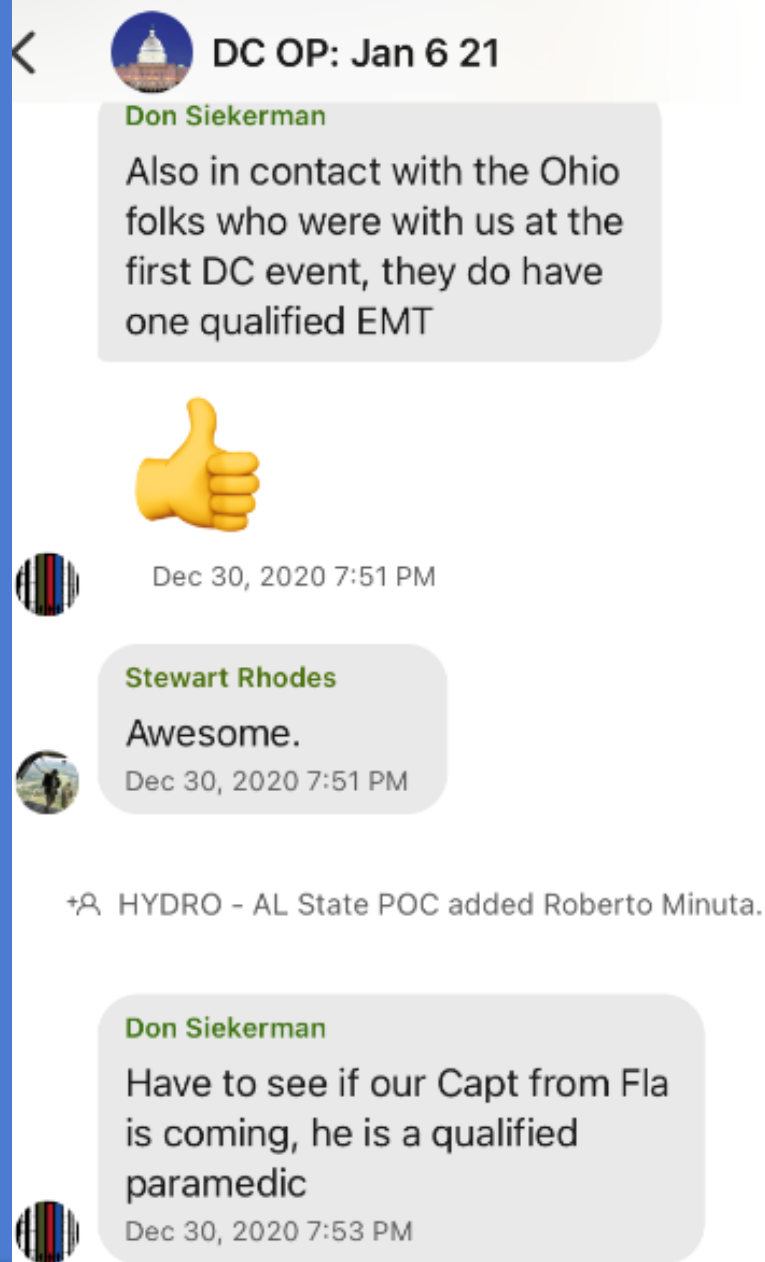 DC OP: Jan 6 21
Don Siekerman
Also in contact with the Ohio
folks who were with us at the
first DC event, they do have
one qualified EMT
👍
Dec 30, 2020 7:51 PM
Stewart Rhodes
Awesome.
Dec 30, 2020 7:51 PM
HYDRO - AL State POC added Roberto Minuta.
Don Siekerman
Have to see if our Capt from Fla
is coming, he is a qualified
paramedic
Dec 30, 2020 7:53 PM